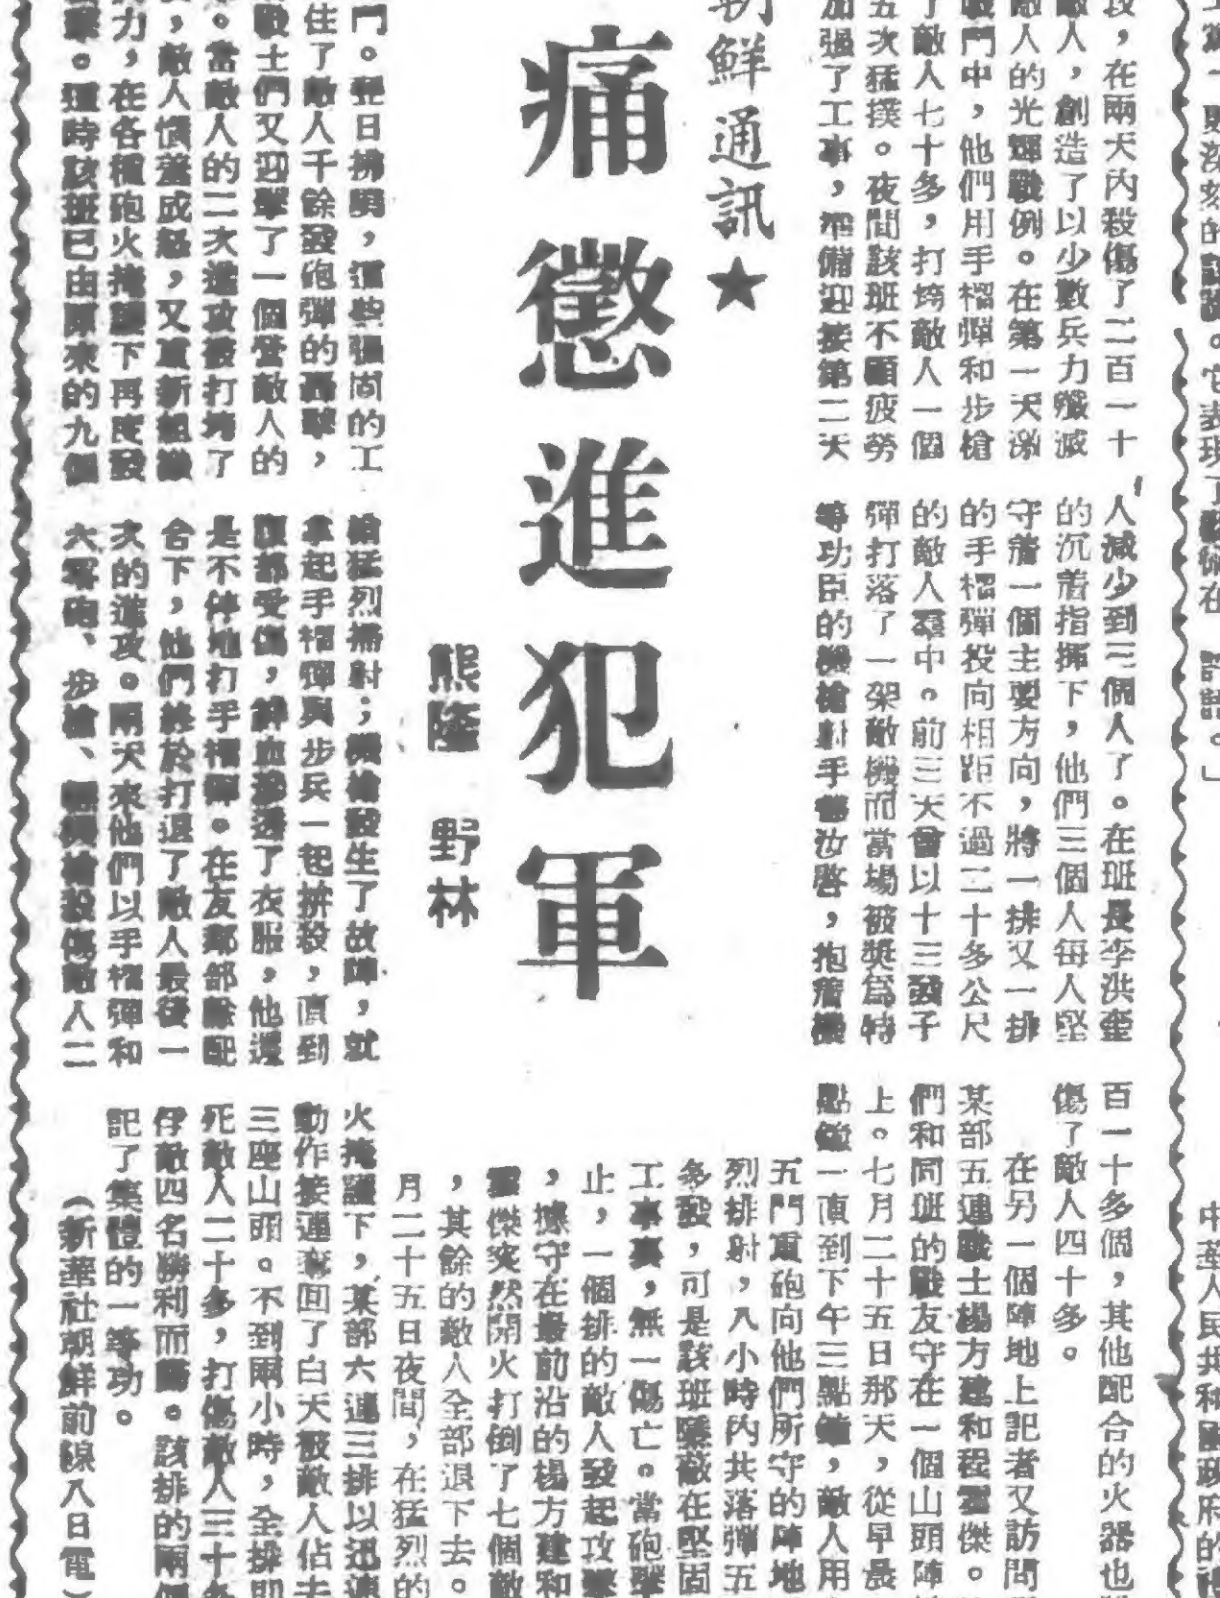 朝鮮通訊★
痛懲進犯軍
熊隆 野林
攻，在兩天內殺傷了二百一十
敵人，創造了以少數兵力殲滅
敵人的光輝戰例。在第一天激
戰鬥中，他們用手榴彈和步槍
了敵人七十多，打垮敵人一個
五次猛撲。夜間該班不顧疲勞
加强了工事，準備迎接第二天
鬥。翌日拂曉，這些强固的工
住了敵人千餘發砲彈的轟擊，
戰士們又迎擊了一個營敵人的
。當敵人的二次進攻被打垮了
，敵人惱羞成怒，又重新組織
力，在各種砲火掩護下再度發
擊。這時該班已由原來的九個
人減少到三個人了。在班長李洪奎
的沉着指揮下，他們三個人每人堅
守着一個主要方向，將一排又一排
的手榴彈投向相距不過二十多公尺
的敵人羣中。前三天曾以十三發子
彈打落了一架敵機而當場被獎爲特
等功臣的機槍射手 汝啓，抱着機
槍猛烈掃射；機槍發生了故障，就
拿起手榴彈與步兵一起拚殺，直到
腹部受傷，鮮血滲透了衣服，他還
是不停地打手榴彈。在友鄰部隊配
合下，他們終於打退了敵人最後一
次的進攻。兩天來他們以手榴彈和
六零砲、步槍、輕機槍殺傷敵人二
百一十多個，其他配合的火器也
傷了敵人四十多。
在另一個陣地上記者又訪問
某部五連戰士楊方建和程雲傑。
們和同班的戰友守在一個山頭陣
上。七月二十五日那天，從早晨
點鐘一直到下午三點鐘，敵人用
五門重砲向他們所守的陣地
烈排射，八小時內共落彈五
多發，可是該班隱蔽在堅固
工事裏，無一傷亡。當砲擊
止，一個排的敵人發起攻擊
，據守在最前沿的楊方建和
雲傑突然開火打倒了七個敵
，其餘的敵人全部退下去。
月二十五日夜間，在猛烈的
火掩護下，某部六連三排以迅速
動作接連奪回了白天被敵人佔去
三座山頭。不到兩小時，全排即
死敵人二十多，打傷敵人三十多
俘敵四名勝利而歸。該排的兩個
記了集體的一等功。
（新華社朝鮮前線八日電）
的 。它表現了 在
」
中華人民共和國政府的